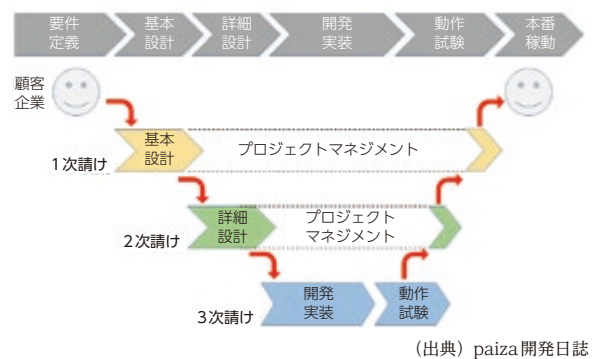 要件
定義
基本
設計
詳細
設計
開発
実装
動作
試験
本番
稼動
顧客
企業
基本
設計
プロジェクトマネジメント
1次請け
詳細
設計
プロジェクト
マネジメント
2次請け
開発
実装
動作
試験
3次請け
（出典）paiza開発日誌